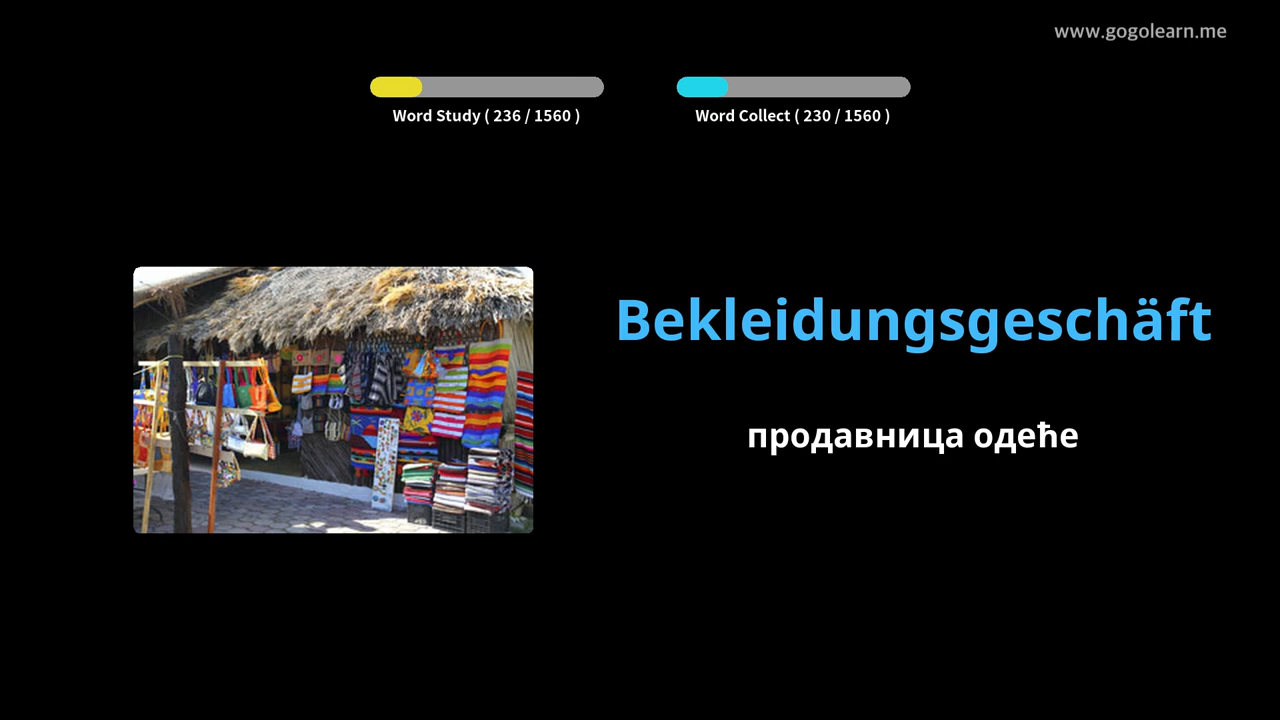 www.gogolearn.me
Word Study ( 236 / 1560 )
Word Collect ( 230 / 1560 )
Bekleidungsgeschäft
продавница одеће